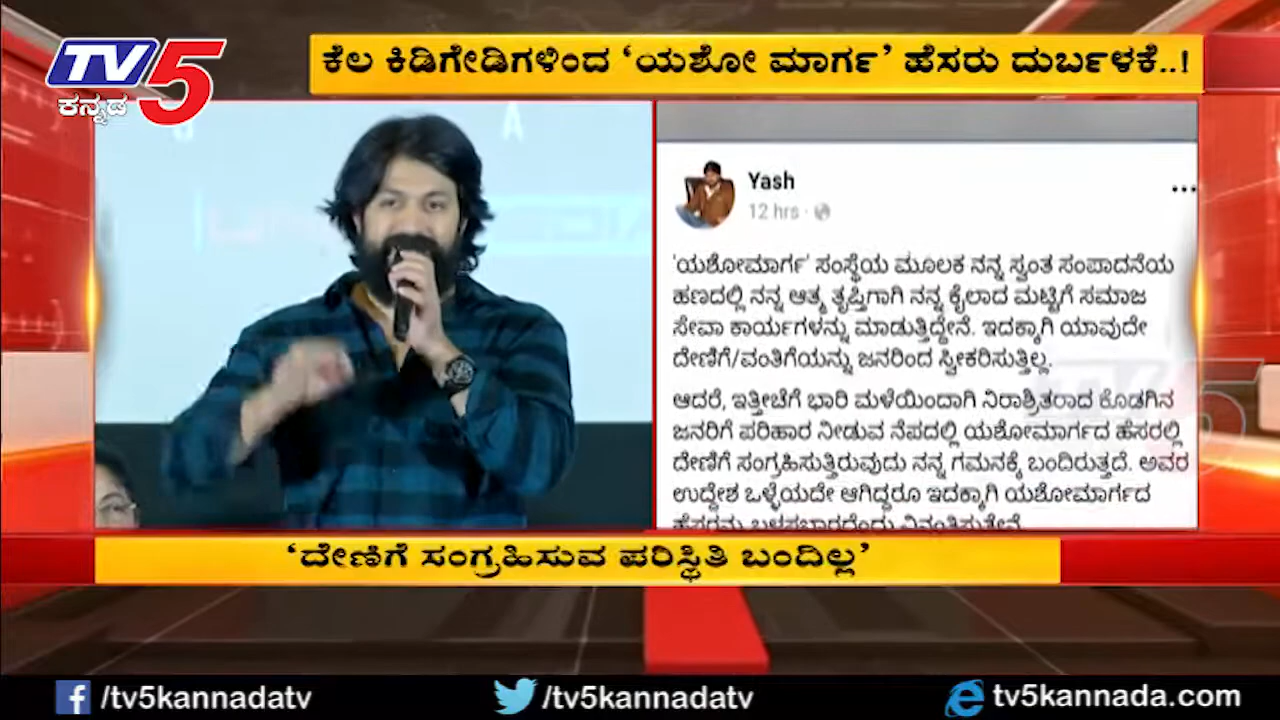 TV5
ಕನ್ನಡ
ಕೆಲ ಕಿಡಿಗೇಡಿಗಳಿಂದ ‘ಯಶೋ ಮಾರ್ಗ’ ಹೆಸರು ದುರ್ಬಳಕೆ..!
Yash
12 hrs ·
'ಯಶೋಮಾರ್ಗ' ಸಂಸ್ಥೆಯ ಮೂಲಕ ನನ್ನ ಸ್ವಂತ ಸಂಪಾದನೆಯ
ಹಣದಲ್ಲಿ ನನ್ನ ಆತ್ಮ ತೃಪ್ತಿಗಾಗಿ ನನ್ನ ಕೈಲಾದ ಮಟ್ಟಿಗೆ ಸಮಾಜ
ಸೇವಾ ಕಾರ್ಯಗಳನ್ನು ಮಾಡುತ್ತಿದ್ದೇನೆ. ಇದಕ್ಕಾಗಿ ಯಾವುದೇ
ದೇಣಿಗೆ/ವಂತಿಗೆಯನ್ನು ಜನರಿಂದ ಸ್ವೀಕರಿಸುತ್ತಿಲ್ಲ.
ಆದರೆ, ಇತ್ತೀಚೆಗೆ ಭಾರಿ ಮಳೆಯಿಂದಾಗಿ ನಿರಾಶ್ರಿತರಾದ ಕೊಡಗಿನ
ಜನರಿಗೆ ಪರಿಹಾರ ನೀಡುವ ನೆಪದಲ್ಲಿ ಯಶೋಮಾರ್ಗದ ಹೆಸರಲ್ಲಿ
ದೇಣಿಗೆ ಸಂಗ್ರಹಿಸುತ್ತಿರುವುದು ನನ್ನ ಗಮನಕ್ಕೆ ಬಂದಿರುತ್ತದೆ. ಅವರ
ಉದ್ದೇಶ ಒಳ್ಳೆಯದೇ ಆಗಿದ್ದರೂ ಇದಕ್ಕಾಗಿ ಯಶೋಮಾರ್ಗದ
‘ದೇಣಿಗೆ ಸಂಗ್ರಹಿಸುವ ಪರಿಸ್ಥಿತಿ ಬಂದಿಲ್ಲ’
/tv5kannadatv
/tv5kannadatv
tv5kannada.com